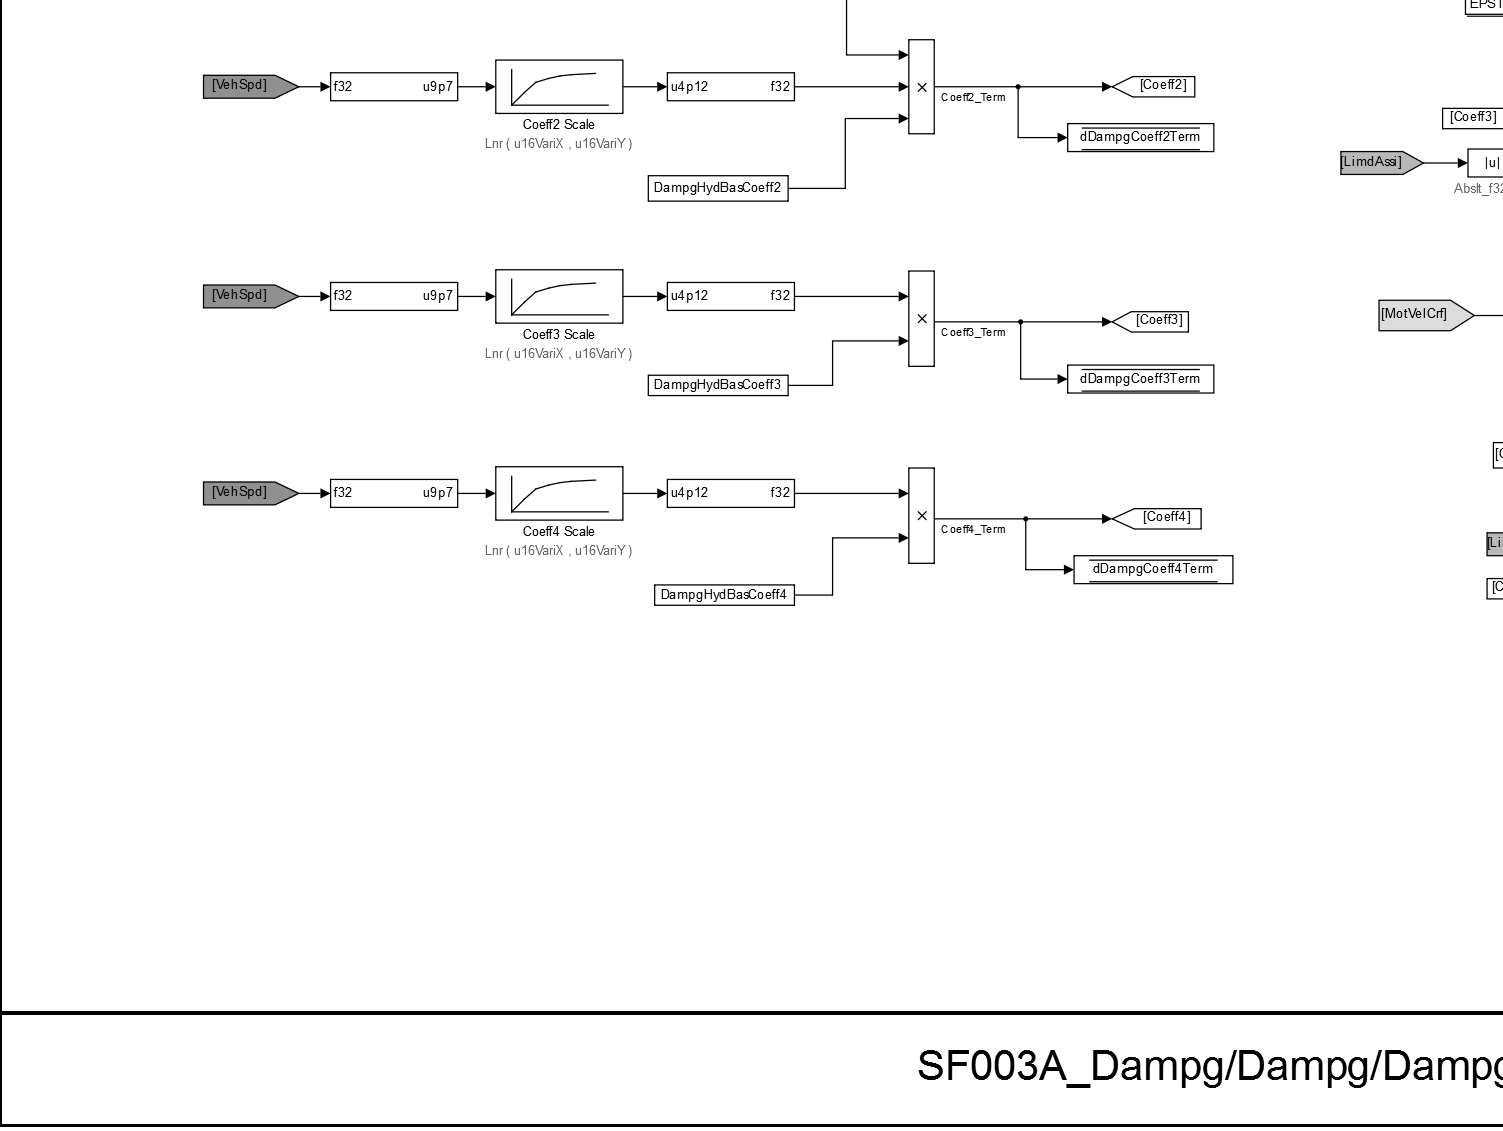 EPST
[VehSpd]
f32 u9p7
u4p12 f32
×
Coeff2_Term
[Coeff2]
Coeff2 Scale
Lnr ( u16VariX , u16VariY )
dDampgCoeff2Term
DampgHydBasCoeff2
[Coeff3]
[LimdAssi]
|u|
Abslt_f32
[VehSpd]
f32 u9p7
u4p12 f32
×
Coeff3_Term
[Coeff3]
Coeff3 Scale
Lnr ( u16VariX , u16VariY )
dDampgCoeff3Term
DampgHydBasCoeff3
[MotVelCrf]
[VehSpd]
f32 u9p7
u4p12 f32
×
Coeff4_Term
[Coeff4]
Coeff4 Scale
Lnr ( u16VariX , u16VariY )
dDampgCoeff4Term
DampgHydBasCoeff4
[C
[Li
[C
SF003A_Dampg/Dampg/Dampg